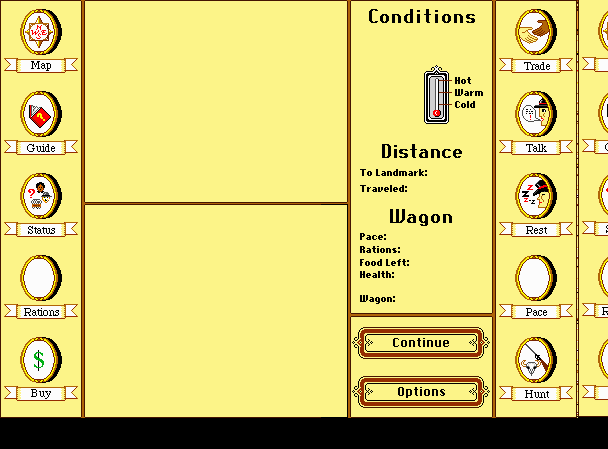 Map
Guide
Status
Rations
Buy
Conditions
Hot
Warm
Cold
Distance
To Landmark:
Traveled:
Wagon
Pace:
Rations:
Food Left:
Health:
Wagon:
Continue
Options
Trade
Talk
Rest
Pace
Hunt